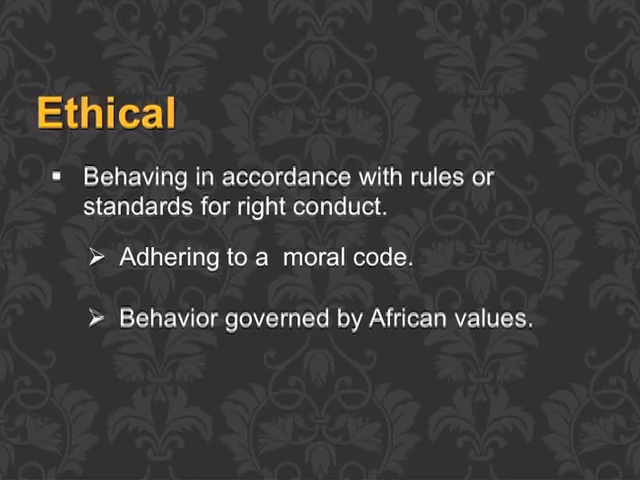 Ethical
Behaving in accordance with rules or
standards for right conduct.
Adhering to a moral code.
Behavior governed by African values.